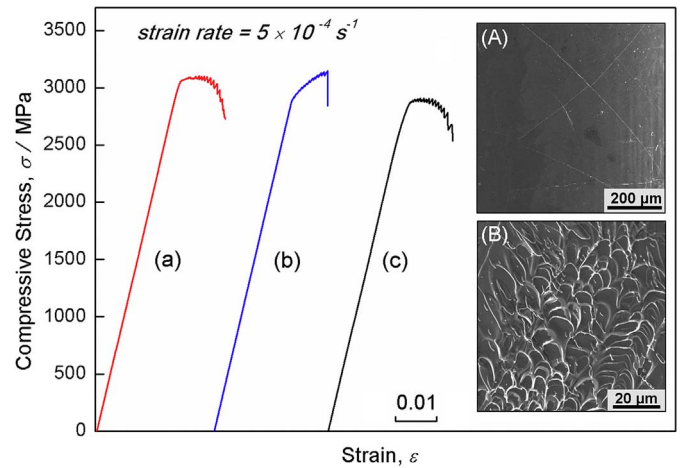 3500
3000
2500
2000
1500
1000
500
0
Compressive Stress, σ / MPa
strain rate = 5 × 10⁻⁴ s⁻¹
(a)
(b)
(c)
0.01
Strain, ε
(A)
200 μm
(B)
20 μm